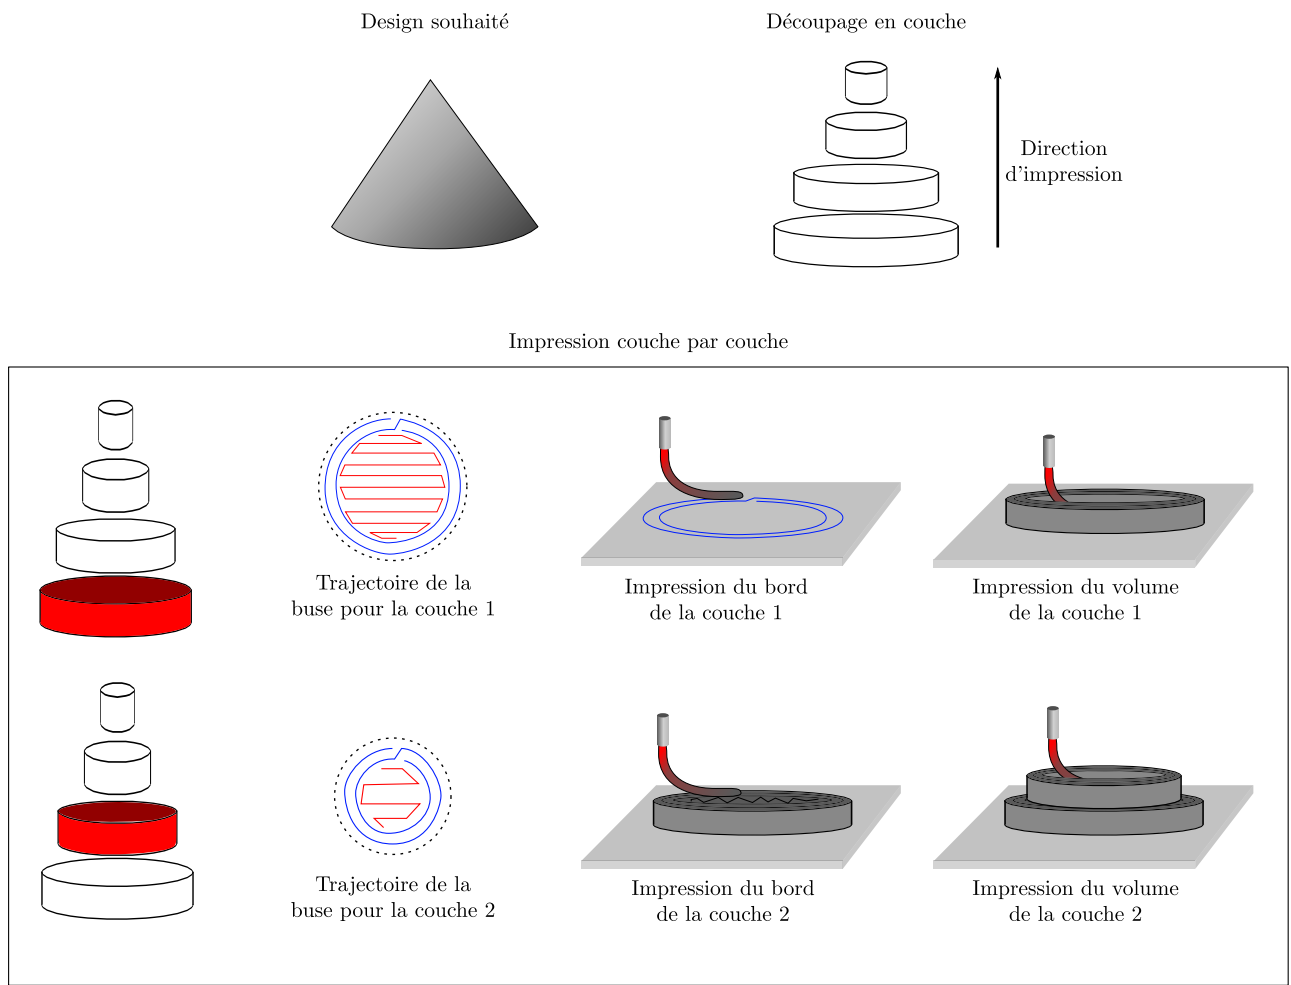 Design souhaité
Découpage en couche
Direction
d'impression
Impression couche par couche
Trajectoire de la
buse pour la couche 1
Impression du bord
de la couche 1
Impression du volume
de la couche 1
Trajectoire de la
buse pour la couche 2
Impression du bord
de la couche 2
Impression du volume
de la couche 2